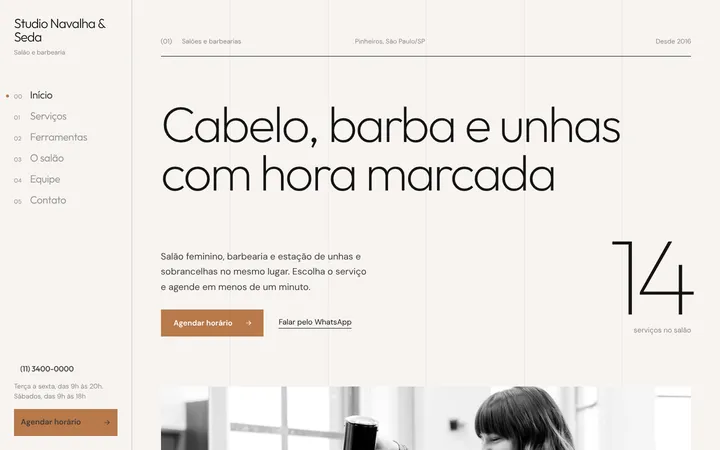 Studio Navalha &
Seda
Salão e barbearia
00 Início
01 Serviços
02 Ferramentas
03 O salão
04 Equipe
05 Contato
(11) 3400-0000
Terça a sexta, das 9h às 20h.
Sábados, das 9h às 18h
Agendar horário →
(01) Salões e barbearias
Pinheiros, São Paulo/SP
Desde 2016
Cabelo, barba e unhas
com hora marcada
Salão feminino, barbearia e estação de unhas e
sobrancelhas no mesmo lugar. Escolha o serviço
e agende em menos de um minuto.
Agendar horário →
Falar pelo WhatsApp
14
serviços no salão